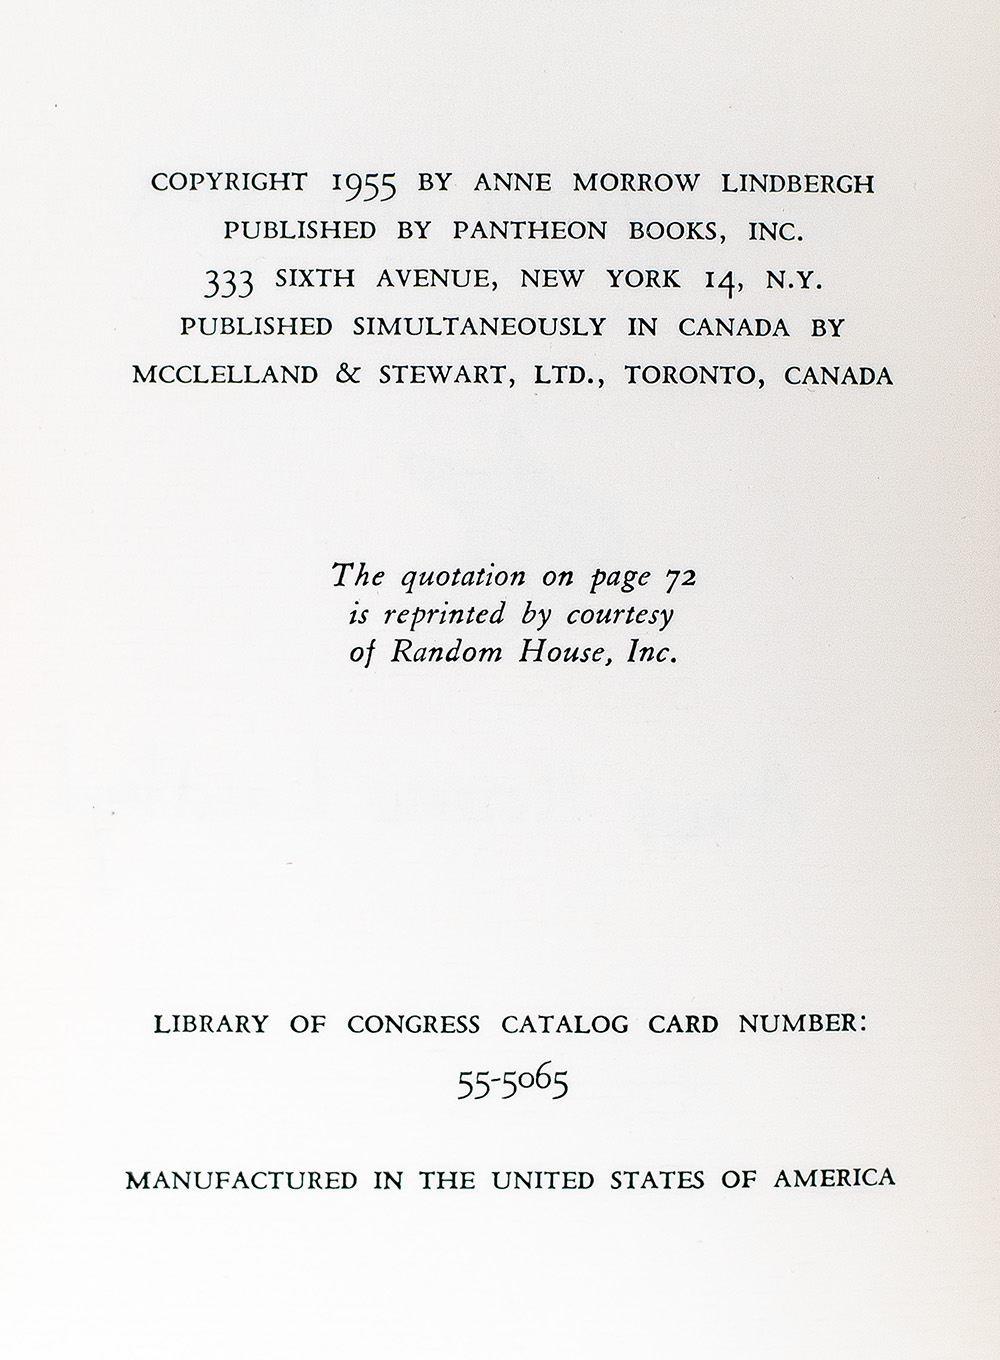 COPYRIGHT 1955 BY ANNE MORROW LINDBERGH
PUBLISHED BY PANTHEON BOOKS, INC.
333 SIXTH AVENUE, NEW YORK 14, N.Y.
PUBLISHED SIMULTANEOUSLY IN CANADA BY
MCCLELLAND & STEWART, LTD., TORONTO, CANADA
The quotation on page 72
is reprinted by courtesy
of Random House, Inc.
LIBRARY OF CONGRESS CATALOG CARD NUMBER:
55-5065
MANUFACTURED IN THE UNITED STATES OF AMERICA